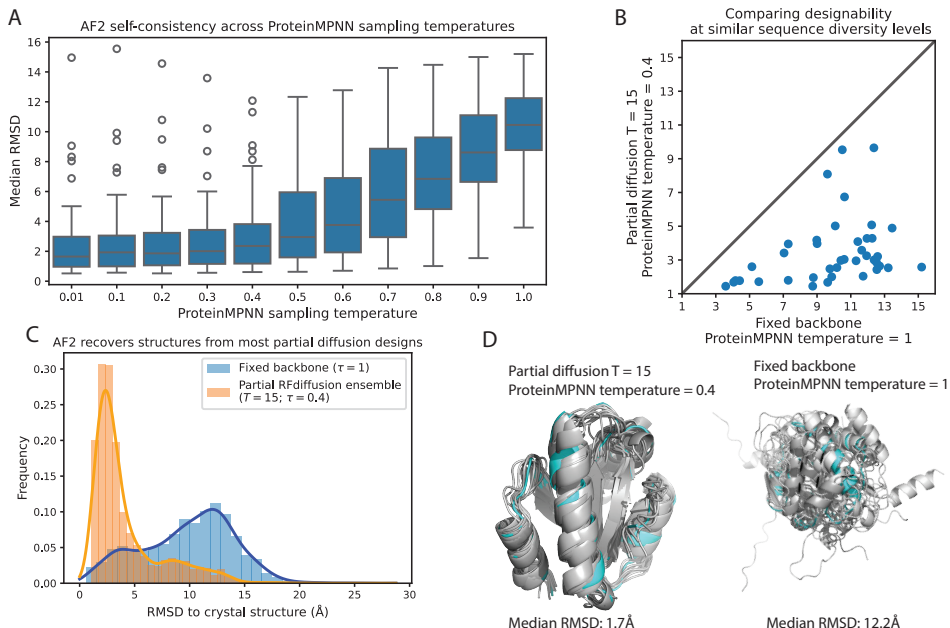 A
AF2 self-consistency across ProteinMPNN sampling temperatures
Median RMSD
16
14
12
10
8
6
4
2
0
0.01
0.1
0.2
0.3
0.4
0.5
0.6
0.7
0.8
0.9
1.0
ProteinMPNN sampling temperature
B
Comparing designability
at similar sequence diversity levels
Partial diffusion T = 15
ProteinMPNN temperature = 0.4
15
13
11
9
7
5
3
1
1
3
5
7
9
11
13
15
Fixed backbone
ProteinMPNN temperature = 1
C
AF2 recovers structures from most partial diffusion designs
Fixed backbone (τ = 1)
Partial RFdiffusion ensemble
(T = 15; τ = 0.4)
Frequency
0.30
0.25
0.20
0.15
0.10
0.05
0,00
0
5
10
15
20
25
30
RMSD to crystal structure (Å)
D
Partial diffusion T = 15
ProteinMPNN temperature = 0.4
Median RMSD: 1.7Å
Fixed backbone
ProteinMPNN temperature = 1
Median RMSD: 12.2Å